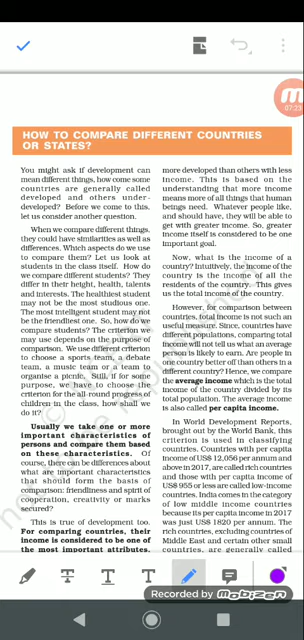 07:23
HOW TO COMPARE DIFFERENT COUNTRIES
OR STATES?
You might ask if development can
mean different things, how come some
countries are generally called
developed and others under-
developed? Before we come to this,
let us consider another question.
When we compare different things,
they could have similarities as well as
differences. Which aspects do we use
to compare them? Let us look at
students in the class itself. How do
we compare different students? They
differ in their height, health, talents
and interests. The healthiest student
may not be the most studious one.
The most intelligent student may not
be the friendliest one. So, how do we
compare students? The criterion we
may use depends on the purpose of
comparison. We use different criterion
to choose a sports team, a debate
team, a music team or a team to
organise a picnic. Still, if for some
purpose, we have to choose the
criterion for the all-round progress of
children in the class, how shall we
do it?
Usually we take one or more
important characteristics of
persons and compare them based
on these characteristics. Of
course, there can be differences about
what are important characteristics
that should form the basis of
comparison: friendliness and spirit of
cooperation, creativity or marks
secured?
This is true of development too.
For comparing countries, their
income is considered to be one of
the most important attributes.
more developed than others with less
income. This is based on the
understanding that more income
means more of all things that human
beings need. Whatever people like,
and should have, they will be able to
get with greater income. So, greater
income itself is considered to be one
important goal.
Now, what is the income of a
country? Intuitively, the income of the
country is the income of all the
residents of the country. This gives
us the total income of the country.
However, for comparison between
countries, total income is not such an
useful measure. Since, countries have
different populations, comparing total
income will not tell us what an average
person is likely to earn. Are people in
one country better off than others in a
different country? Hence, we compare
the average income which is the total
income of the country divided by its
total population. The average income
is also called per capita income.
In World Development Reports,
brought out by the World Bank, this
criterion is used in classifying
countries. Countries with per capita
income of US$ 12,056 per annum and
above in 2017, are called rich countries
and those with per capita income of
US$ 955 or less are called low-income
countries. India comes in the category
of low middle income countries
because its per capita income in 2017
was just US$ 1820 per annum. The
rich countries, excluding countries of
Middle East and certain other small
countries, are generally called
Recorded by
mobizen